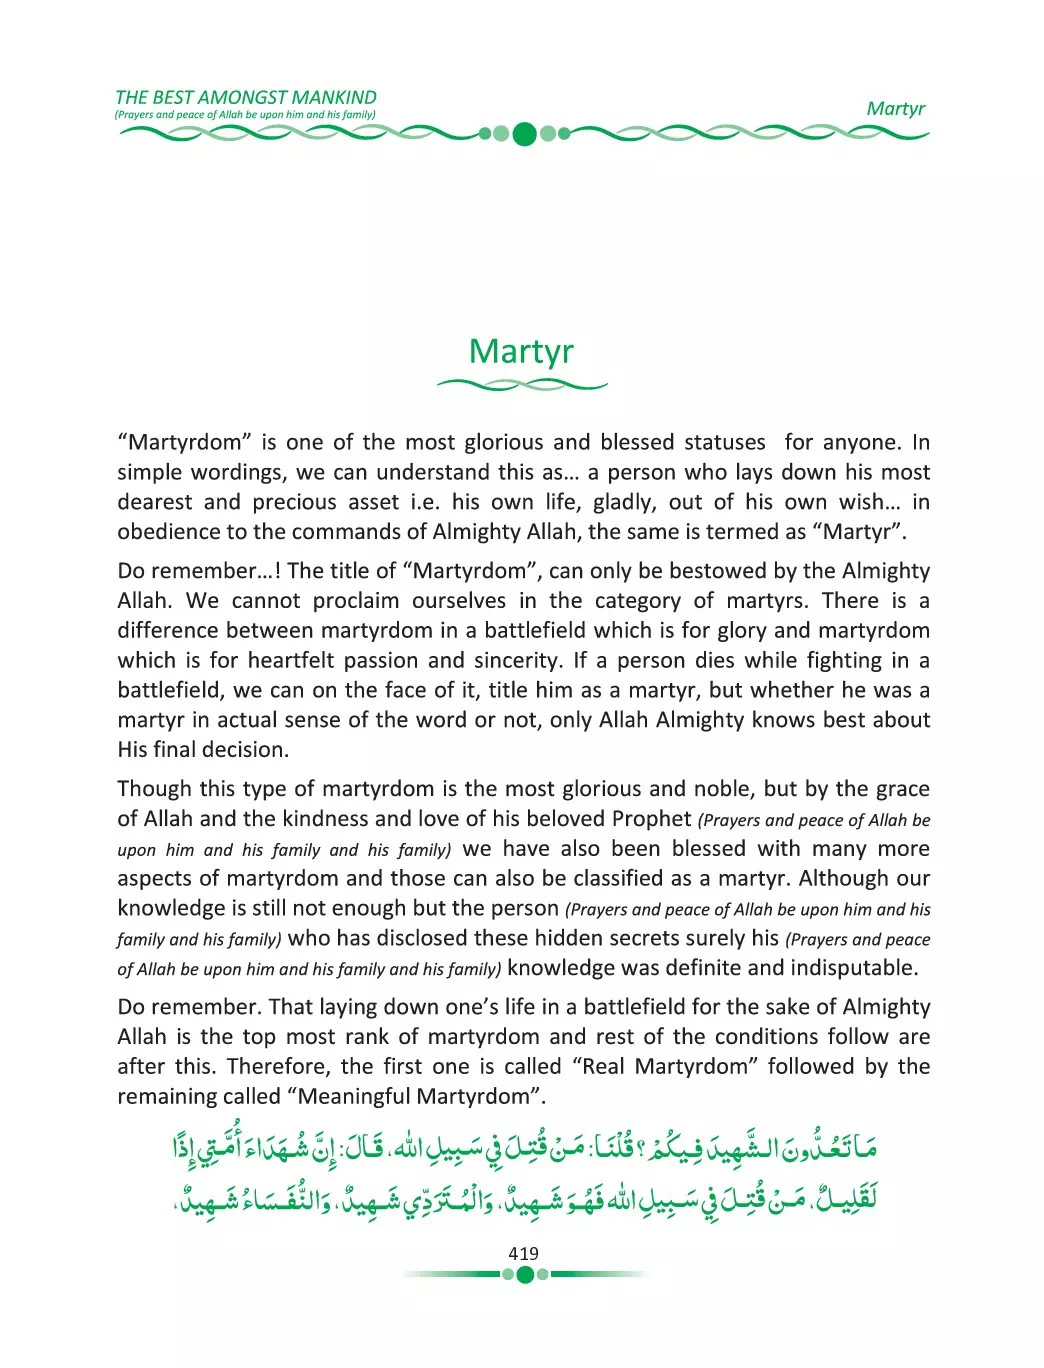 THE BEST AMONGST MANKIND
(Prayers and peace of Allah be upon him and his family)
Martyr
Martyr
“Martyrdom” is one of the most glorious and blessed statuses for anyone. In
simple wordings, we can understand this as… a person who lays down his most
dearest and precious asset i.e. his own life, gladly, out of his own wish… in
obedience to the commands of Almighty Allah, the same is termed as “Martyr”.
Do remember…! The title of “Martyrdom”, can only be bestowed by the Almighty
Allah. We cannot proclaim ourselves in the category of martyrs. There is a
difference between martyrdom in a battlefield which is for glory and martyrdom
which is for heartfelt passion and sincerity. If a person dies while fighting in a
battlefield, we can on the face of it, title him as a martyr, but whether he was a
martyr in actual sense of the word or not, only Allah Almighty knows best about
His final decision.
Though this type of martyrdom is the most glorious and noble, but by the grace
of Allah and the kindness and love of his beloved Prophet (Prayers and peace of Allah be
upon him and his family and his family) we have also been blessed with many more
aspects of martyrdom and those can also be classified as a martyr. Although our
knowledge is still not enough but the person (Prayers and peace of Allah be upon him and his
family and his family) who has disclosed these hidden secrets surely his (Prayers and peace
of Allah be upon him and his family and his family) knowledge was definite and indisputable.
Do remember. That laying down one’s life in a battlefield for the sake of Almighty
Allah is the top most rank of martyrdom and rest of the conditions follow are
after this. Therefore, the first one is called “Real Martyrdom” followed by the
remaining called “Meaningful Martyrdom”.
مَا تَعُدُّونَ الشَّهِيدَ فِيكُمْ؟ قُلْنَا: مَنْ قُتِلَ فِي سَبِيلِ اللهِ، قَالَ: إِنَّ شُهَدَاءَ أُمَّتِي إِذًا
لَقَلِيلٌ، مَنْ قُتِلَ فِي سَبِيلِ اللهِ فَهُوَ شَهِيدٌ، وَالْمُتَرَدِّي شَهِيدٌ، وَالنُّفَسَاءُ شَهِيدٌ،
419